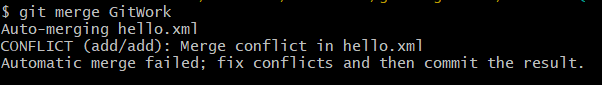 $ git merge GitWork
Auto-merging hello.xml
CONFLICT (add/add): Merge conflict in hello.xml
Automatic merge failed; fix conflicts and then commit the result.